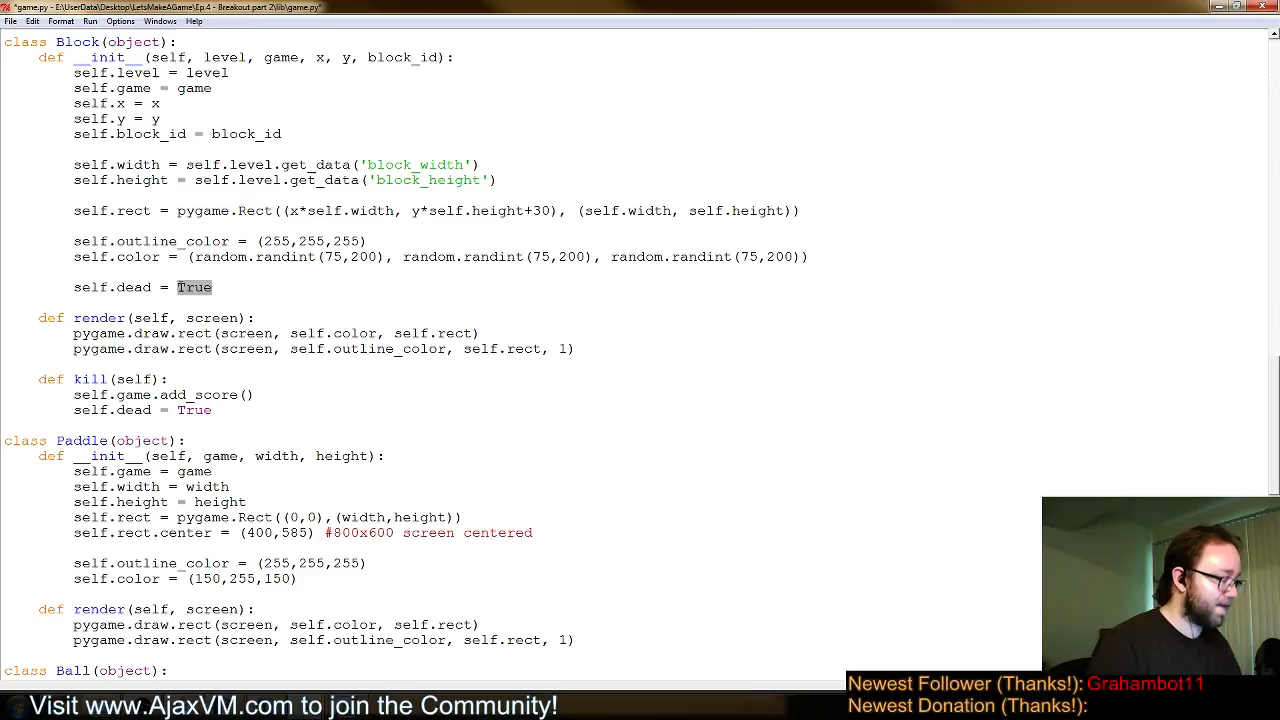 *game.py - E:\UserData\Desktop\LetsMakeAGame\Ep.4 - Breakout part 2\lib\game.py*
File Edit Format Run Options Windows Help
class Block(object):
    def __init__(self, level, game, x, y, block_id):
        self.level = level
        self.game = game
        self.x = x
        self.y = y
        self.block_id = block_id
        self.width = self.level.get_data('block_width')
        self.height = self.level.get_data('block_height')
        self.rect = pygame.Rect((x*self.width, y*self.height+30), (self.width, self.height))
        self.outline_color = (255,255,255)
        self.color = (random.randint(75,200), random.randint(75,200), random.randint(75,200))
        self.dead = True
    def render(self, screen):
        pygame.draw.rect(screen, self.color, self.rect)
        pygame.draw.rect(screen, self.outline_color, self.rect, 1)
    def kill(self):
        self.game.add_score()
        self.dead = True
class Paddle(object):
    def __init__(self, game, width, height):
        self.game = game
        self.width = width
        self.height = height
        self.rect = pygame.Rect((0,0),(width,height))
        self.rect.center = (400,585) #800x600 screen centered
        self.outline_color = (255,255,255)
        self.color = (150,255,150)
    def render(self, screen):
        pygame.draw.rect(screen, self.color, self.rect)
        pygame.draw.rect(screen, self.outline_color, self.rect, 1)
class Ball(object):
Visit www.AjaxVM.com to join the Community!
Newest Follower (Thanks!): Grahambot11
Newest Donation (Thanks!):